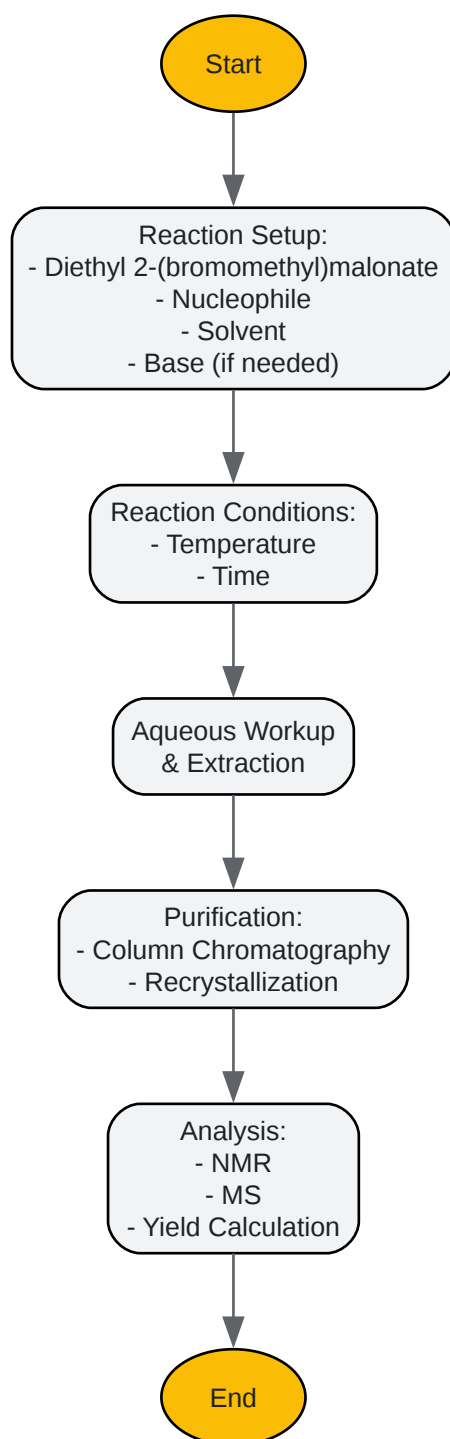 Start
Reaction Setup:
- Diethyl 2-(bromomethyl)malonate
- Nucleophile
- Solvent
- Base (if needed)
Reaction Conditions:
- Temperature
- Time
Aqueous Workup
& Extraction
Purification:
- Column Chromatography
- Recrystallization
Analysis:
- NMR
- MS
- Yield Calculation
End